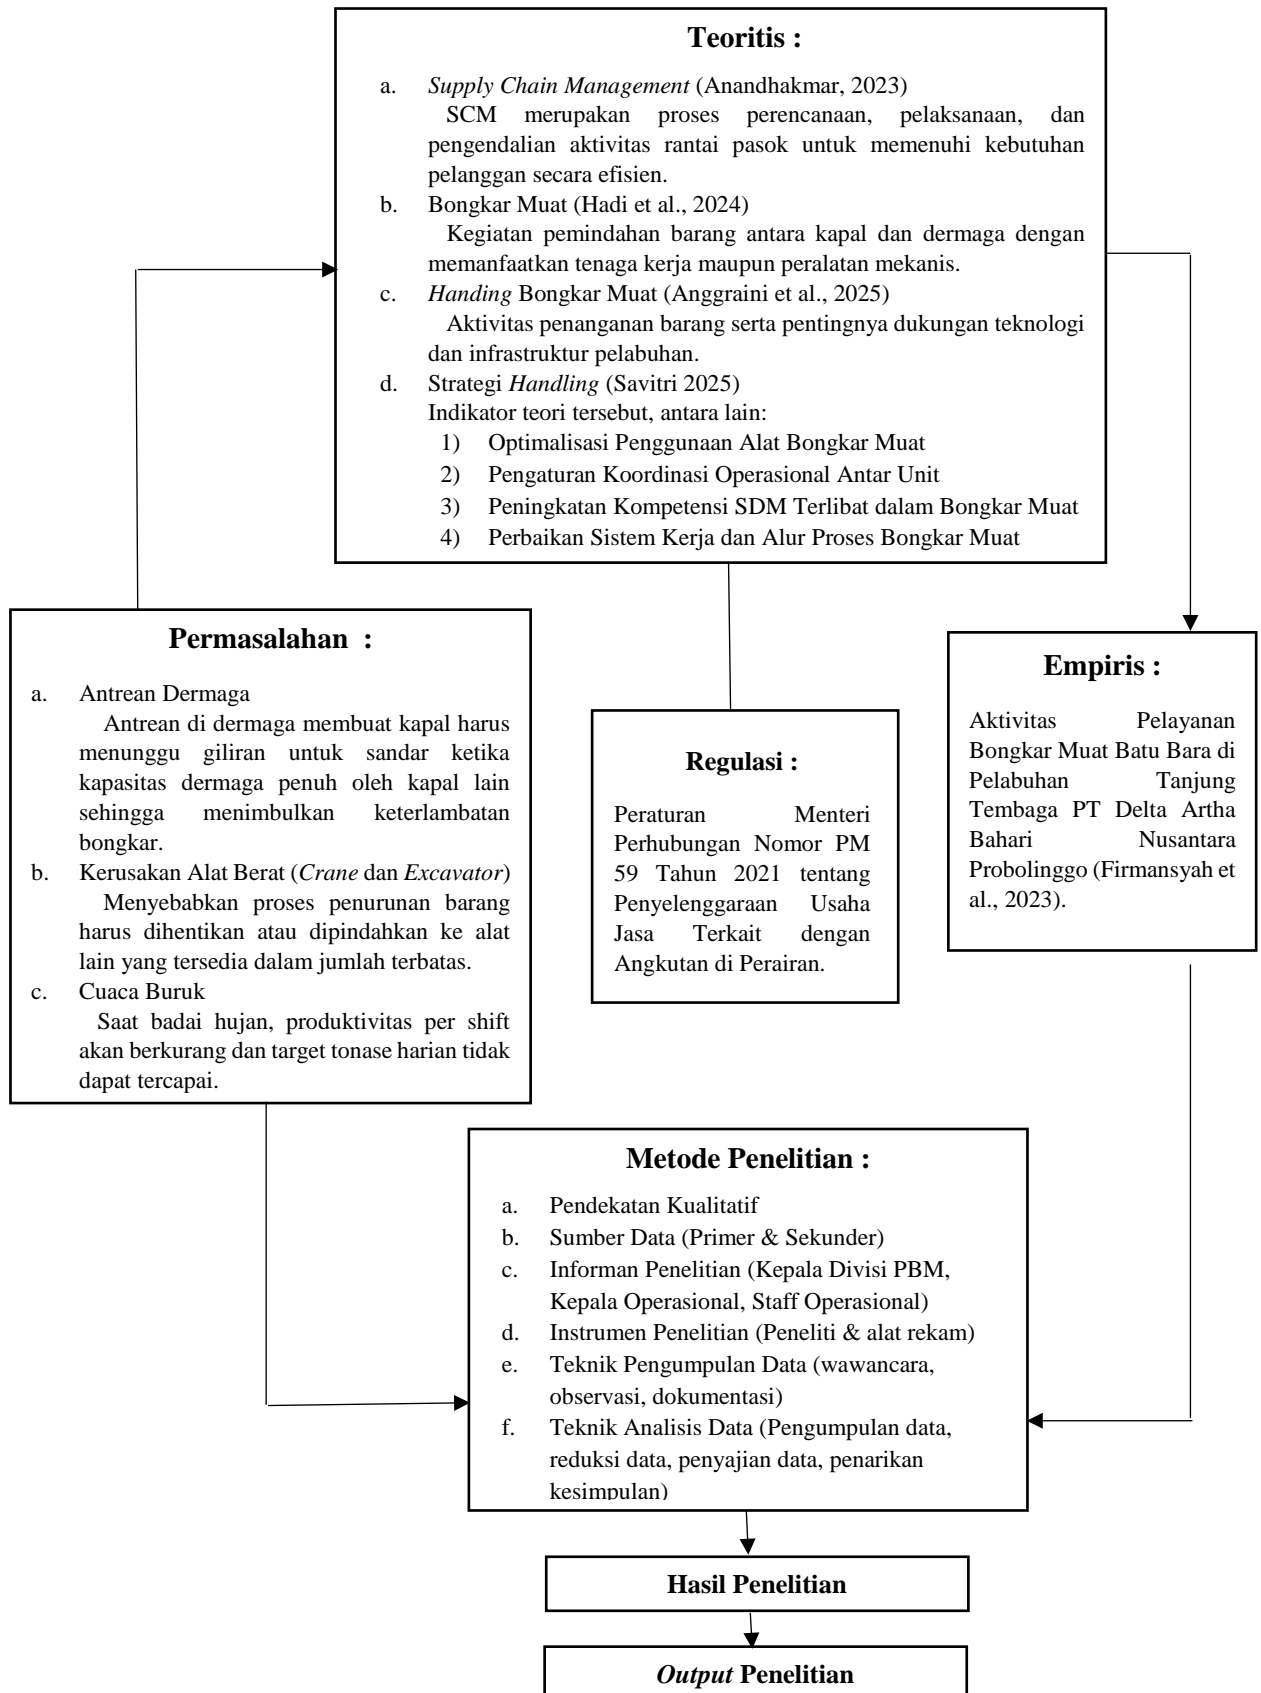 Teoritis :
a. Supply Chain Management (Anandhakmar, 2023)
SCM merupakan proses perencanaan, pelaksanaan, dan
pengendalian aktivitas rantai pasok untuk memenuhi kebutuhan
pelanggan secara efisien.
b. Bongkar Muat (Hadi et al., 2024)
Kegiatan pemindahan barang antara kapal dan dermaga dengan
memanfaatkan tenaga kerja maupun peralatan mekanis.
c. Handing Bongkar Muat (Anggraini et al., 2025)
Aktivitas penanganan barang serta pentingnya dukungan teknologi
dan infrastruktur pelabuhan.
d. Strategi Handling (Savitri 2025)
Indikator teori tersebut, antara lain:
1) Optimalisasi Penggunaan Alat Bongkar Muat
2) Pengaturan Koordinasi Operasional Antar Unit
3) Peningkatan Kompetensi SDM Terlibat dalam Bongkar Muat
4) Perbaikan Sistem Kerja dan Alur Proses Bongkar Muat
Permasalahan :
a. Antrean Dermaga
Antrean di dermaga membuat kapal harus
menunggu giliran untuk sandar ketika
kapasitas dermaga penuh oleh kapal lain
sehingga menimbulkan keterlambatan
bongkar.
b. Kerusakan Alat Berat (Crane dan Excavator)
Menyebabkan proses penurunan barang
harus dihentikan atau dipindahkan ke alat
lain yang tersedia dalam jumlah terbatas.
c. Cuaca Buruk
Saat badai hujan, produktivitas per shift
akan berkurang dan target tonase harian tidak
dapat tercapai.
Regulasi :
Peraturan Menteri
Perhubungan Nomor PM
59 Tahun 2021 tentang
Penyelenggaraan Usaha
Jasa Terkait dengan
Angkutan di Perairan.
Empiris :
Aktivitas Pelayanan
Bongkar Muat Batu Bara di
Pelabuhan Tanjung
Tembaga PT Delta Artha
Bahari Nusantara
Probolinggo (Firmansyah et
al., 2023).
Metode Penelitian :
a. Pendekatan Kualitatif
b. Sumber Data (Primer & Sekunder)
c. Informan Penelitian (Kepala Divisi PBM,
Kepala Operasional, Staff Operasional)
d. Instrumen Penelitian (Peneliti & alat rekam)
e. Teknik Pengumpulan Data (wawancara,
observasi, dokumentasi)
f. Teknik Analisis Data (Pengumpulan data,
reduksi data, penyajian data, penarikan
kesimpulan)
Hasil Penelitian
Output Penelitian